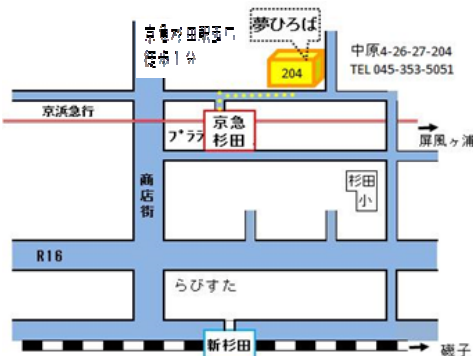 京急杉田駅西口
徒歩1分
夢ひろば
204
中原4-26-27-204
TEL 045-353-5051
京浜急行
プララ
京急
杉田
屏風ヶ浦
商店街
杉田
小
R16
らびすた
新杉田
磯子